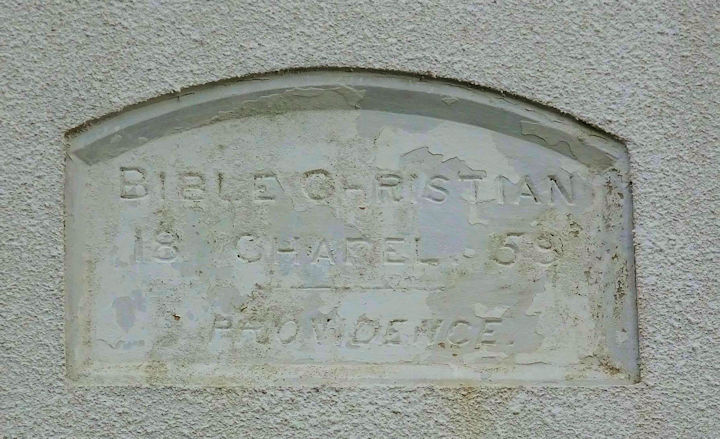 BIBLE CHRISTIAN
18 CHAPEL · 59
PROVIDENCE.